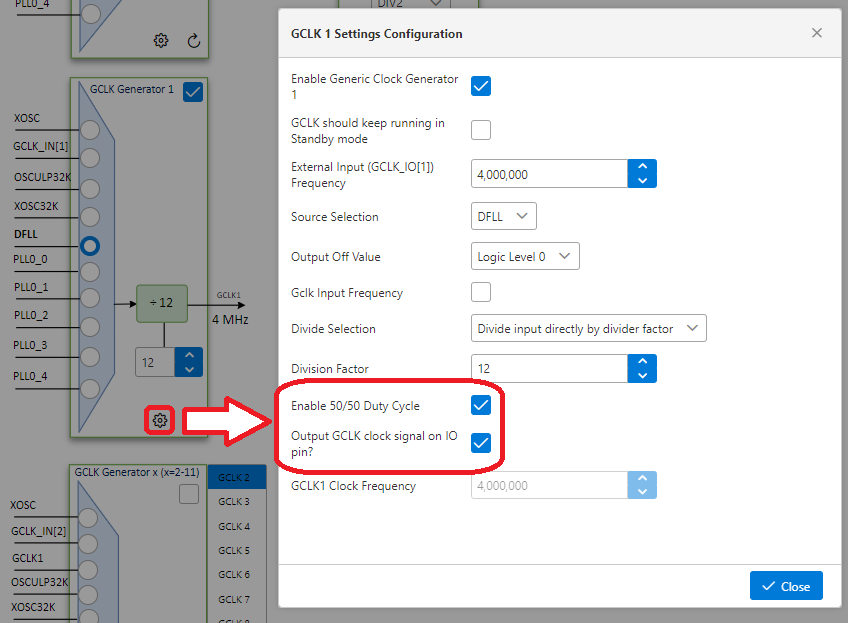 PLL0_4
DIV2
GCLK Generator 1
XOSC
GCLK_IN[1]
OSCULP32K
XOSC32K
DFLL
PLL0_0
PLL0_1
PLL0_2
PLL0_3
PLL0_4
÷ 12
GCLK1
4 MHz
12
GCLK Generator x (x=2-11)
XOSC
GCLK_IN[2]
GCLK1
OSCULP32K
XOSC32K
GCLK 2
GCLK 3
GCLK 4
GCLK 5
GCLK 6
GCLK 7
GCLK 8
GCLK 1 Settings Configuration
Enable Generic Clock Generator
1
GCLK should keep running in
Standby mode
External Input (GCLK_IO[1])
Frequency
4,000,000
Source Selection
DFLL
Output Off Value
Logic Level 0
Gclk Input Frequency
Divide Selection
Divide input directly by divider factor
Division Factor
12
Enable 50/50 Duty Cycle
Output GCLK clock signal on IO
pin?
GCLK1 Clock Frequency
4,000,000
Close